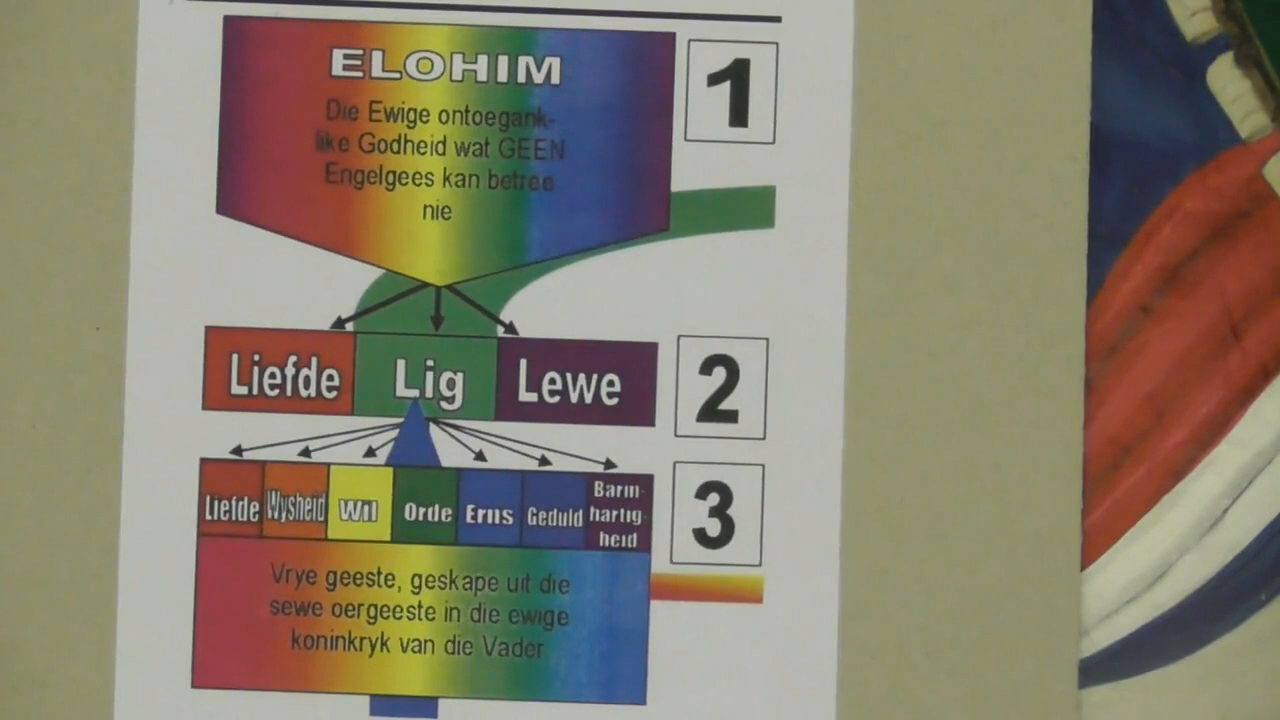 ELOHIM
1
Die Ewige ontoegank-
like Godheid wat GEEN
Engelgees kan betree
nie
Liefde Lig Lewe
2
Liefde Wysheid Wil Orde Erns Geduld Barm-
hartig-
heid
3
Vrye geeste, geskape uit die
sewe oergeeste in die ewige
koninkryk van die Vader